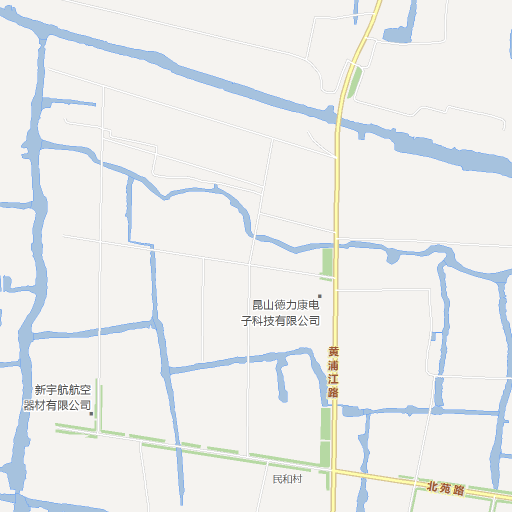 昆山德力康电
子科技有限公司
黄浦江路
新宇航航空
器材有限公司
民和村
北苑路